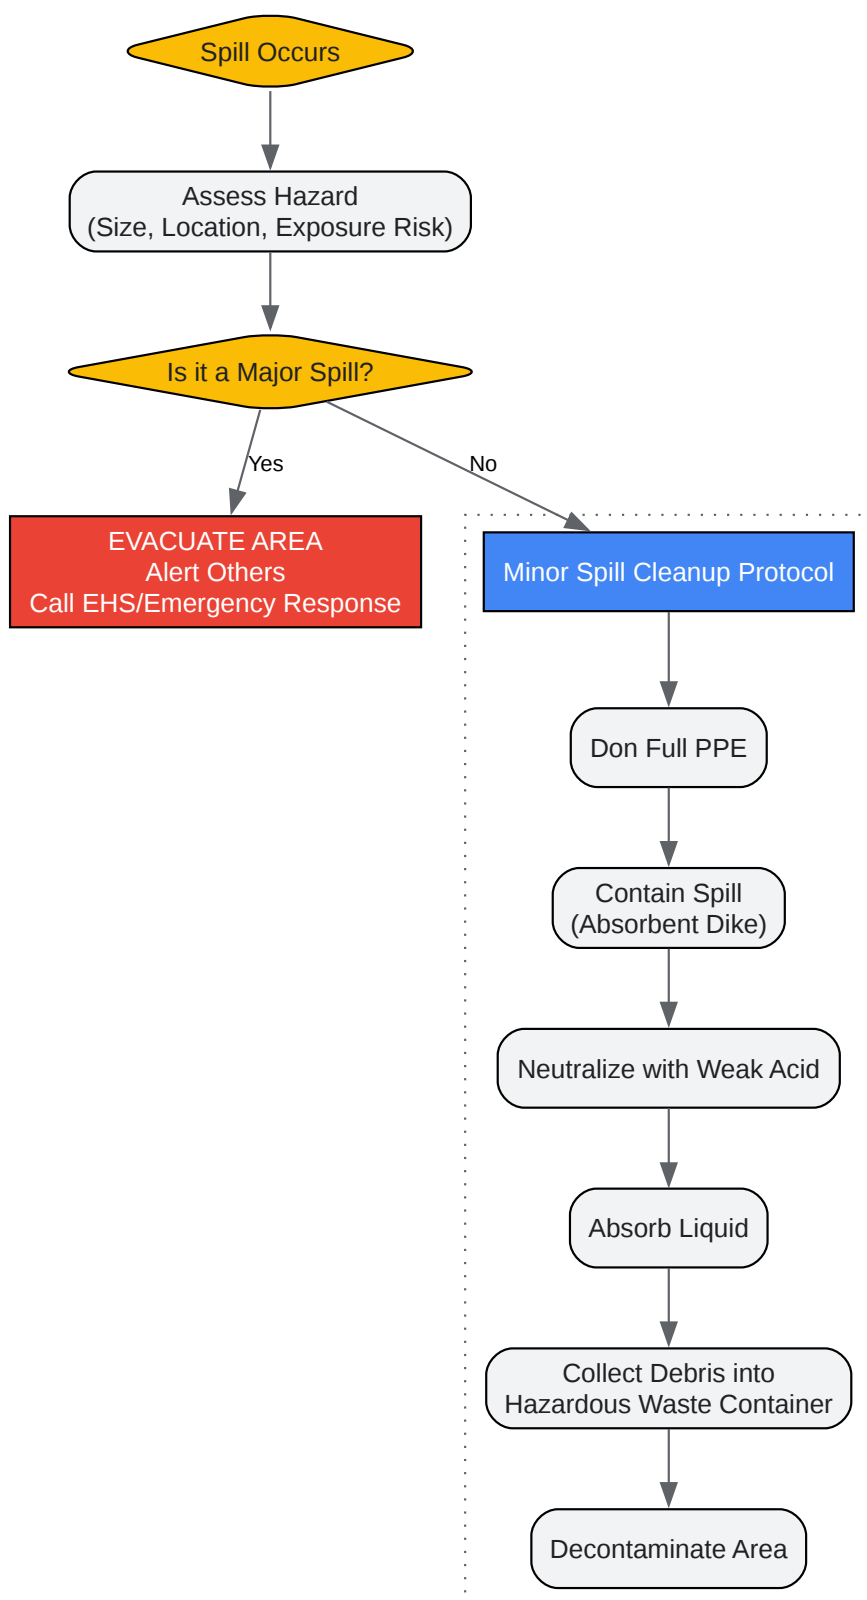 Spill Occurs
Assess Hazard
(Size, Location, Exposure Risk)
Is it a Major Spill?
Yes
No
EVACUATE AREA
Alert Others
Call EHS/Emergency Response
Minor Spill Cleanup Protocol
Don Full PPE
Contain Spill
(Absorbent Dike)
Neutralize with Weak Acid
Absorb Liquid
Collect Debris into
Hazardous Waste Container
Decontaminate Area